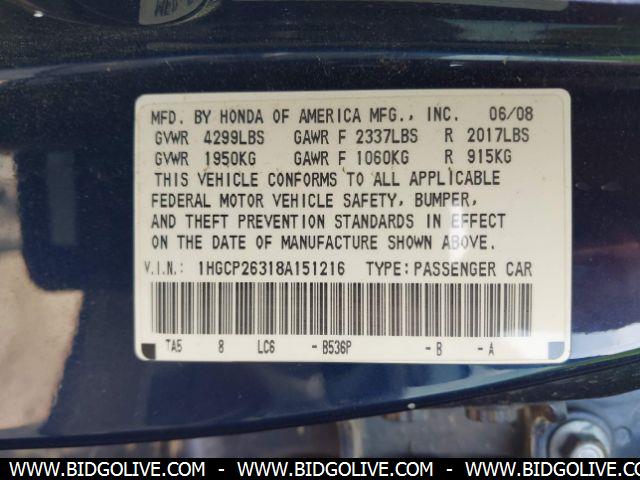 MFD. BY HONDA OF AMERICA MFG., INC. 06/08
GVWR 4299LBS GAWR F 2337LBS R 2017LBS
GVWR 1950KG GAWR F 1060KG R 915KG
THIS VEHICLE CONFORMS TO ALL APPLICABLE
FEDERAL MOTOR VEHICLE SAFETY, BUMPER,
AND THEFT PREVENTION STANDARDS IN EFFECT
ON THE DATE OF MANUFACTURE SHOWN ABOVE.
V.I.N.: 1HGCP26318A151216 TYPE: PASSENGER CAR
TA5 8 LC6 -B536P -B -A
WWW.BIDGOLIVE.COM --- WWW.BIDGOLIVE.COM --- WWW.BIDGOLIVE.COM